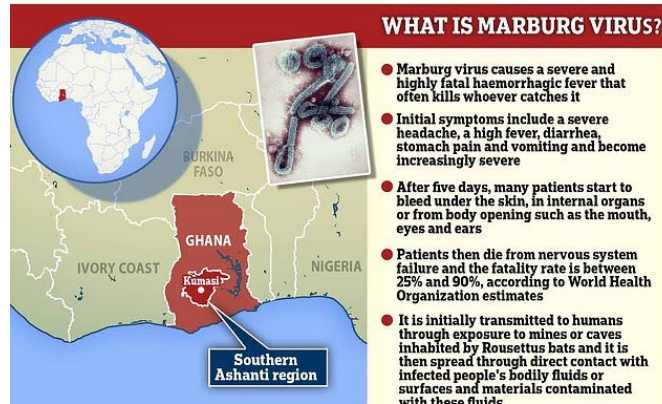 WHAT IS MARBURG VIRUS?
Marburg virus causes a severe and
highly fatal haemorrhagic fever that
often kills whoever catches it
Initial symptoms include a severe
headache, a high fever, diarrhea,
stomach pain and vomiting and become
increasingly severe
After five days, many patients start to
bleed under the skin, in internal organs
or from body opening such as the mouth,
eyes and ears
Patients then die from nervous system
failure and the fatality rate is between
25% and 90%, according to World Health
Organization estimates
It is initially transmitted to humans
through exposure to mines or caves
inhabited by Rousettus bats and it is
then spread through direct contact with
infected people's bodily fluids or
surfaces and materials contaminated
with these fluids
BURKINA
FASO
GHANA
IVORY COAST
NIGERIA
Kumasi
Southern
Ashanti region